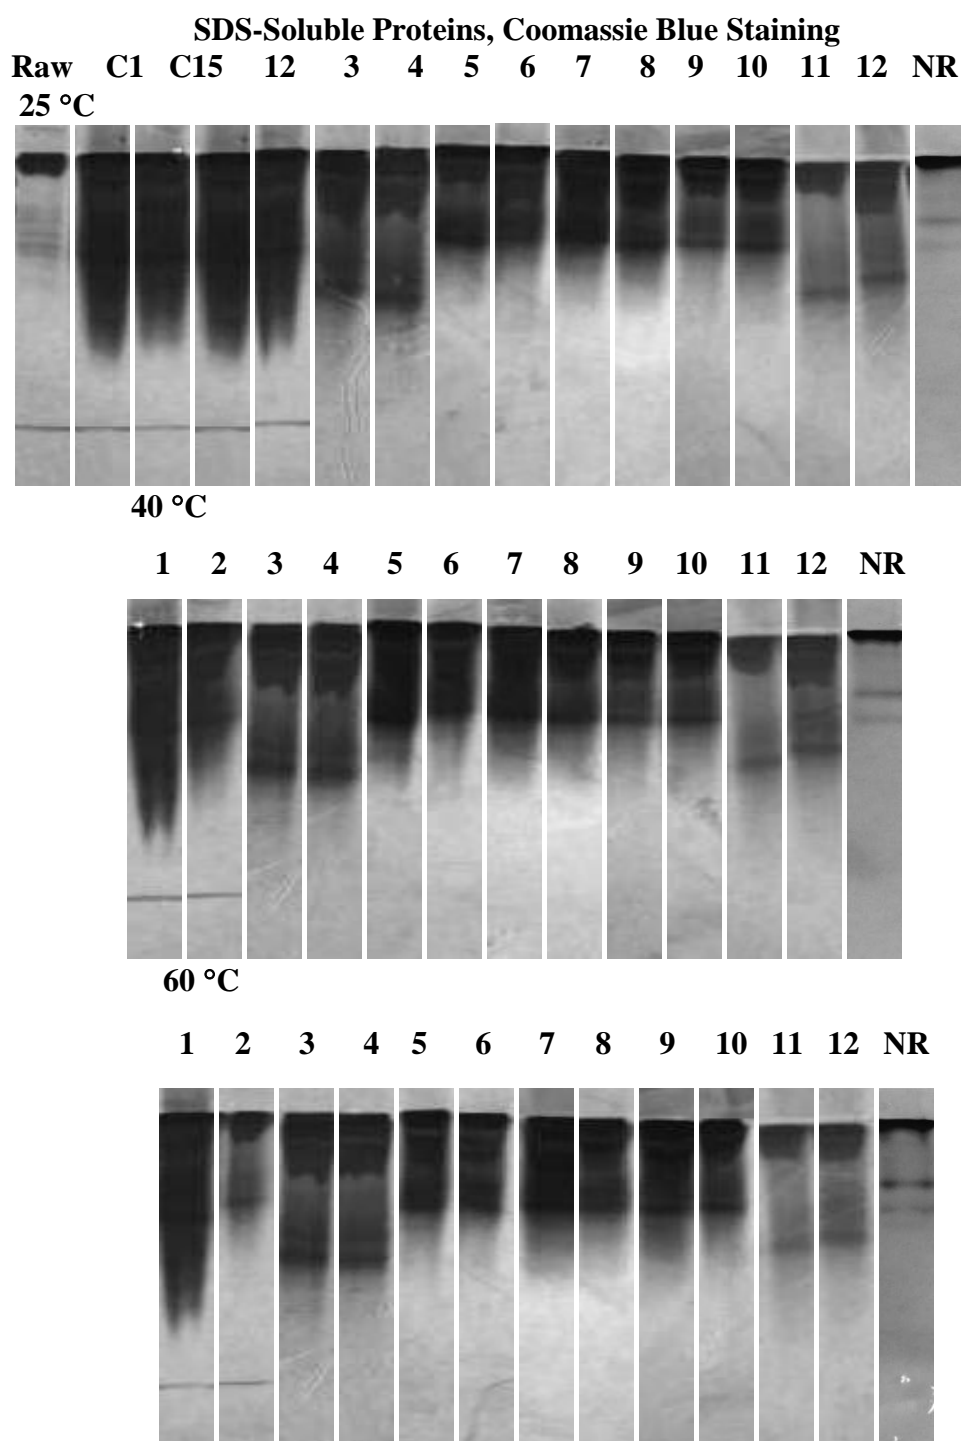 SDS-Soluble Proteins, Coomassie Blue Staining
Raw C1 C15 12 3 4 5 6 7 8 9 10 11 12 NR
25 °C
40 °C
1 2 3 4 5 6 7 8 9 10 11 12 NR
60 °C
1 2 3 4 5 6 7 8 9 10 11 12 NR